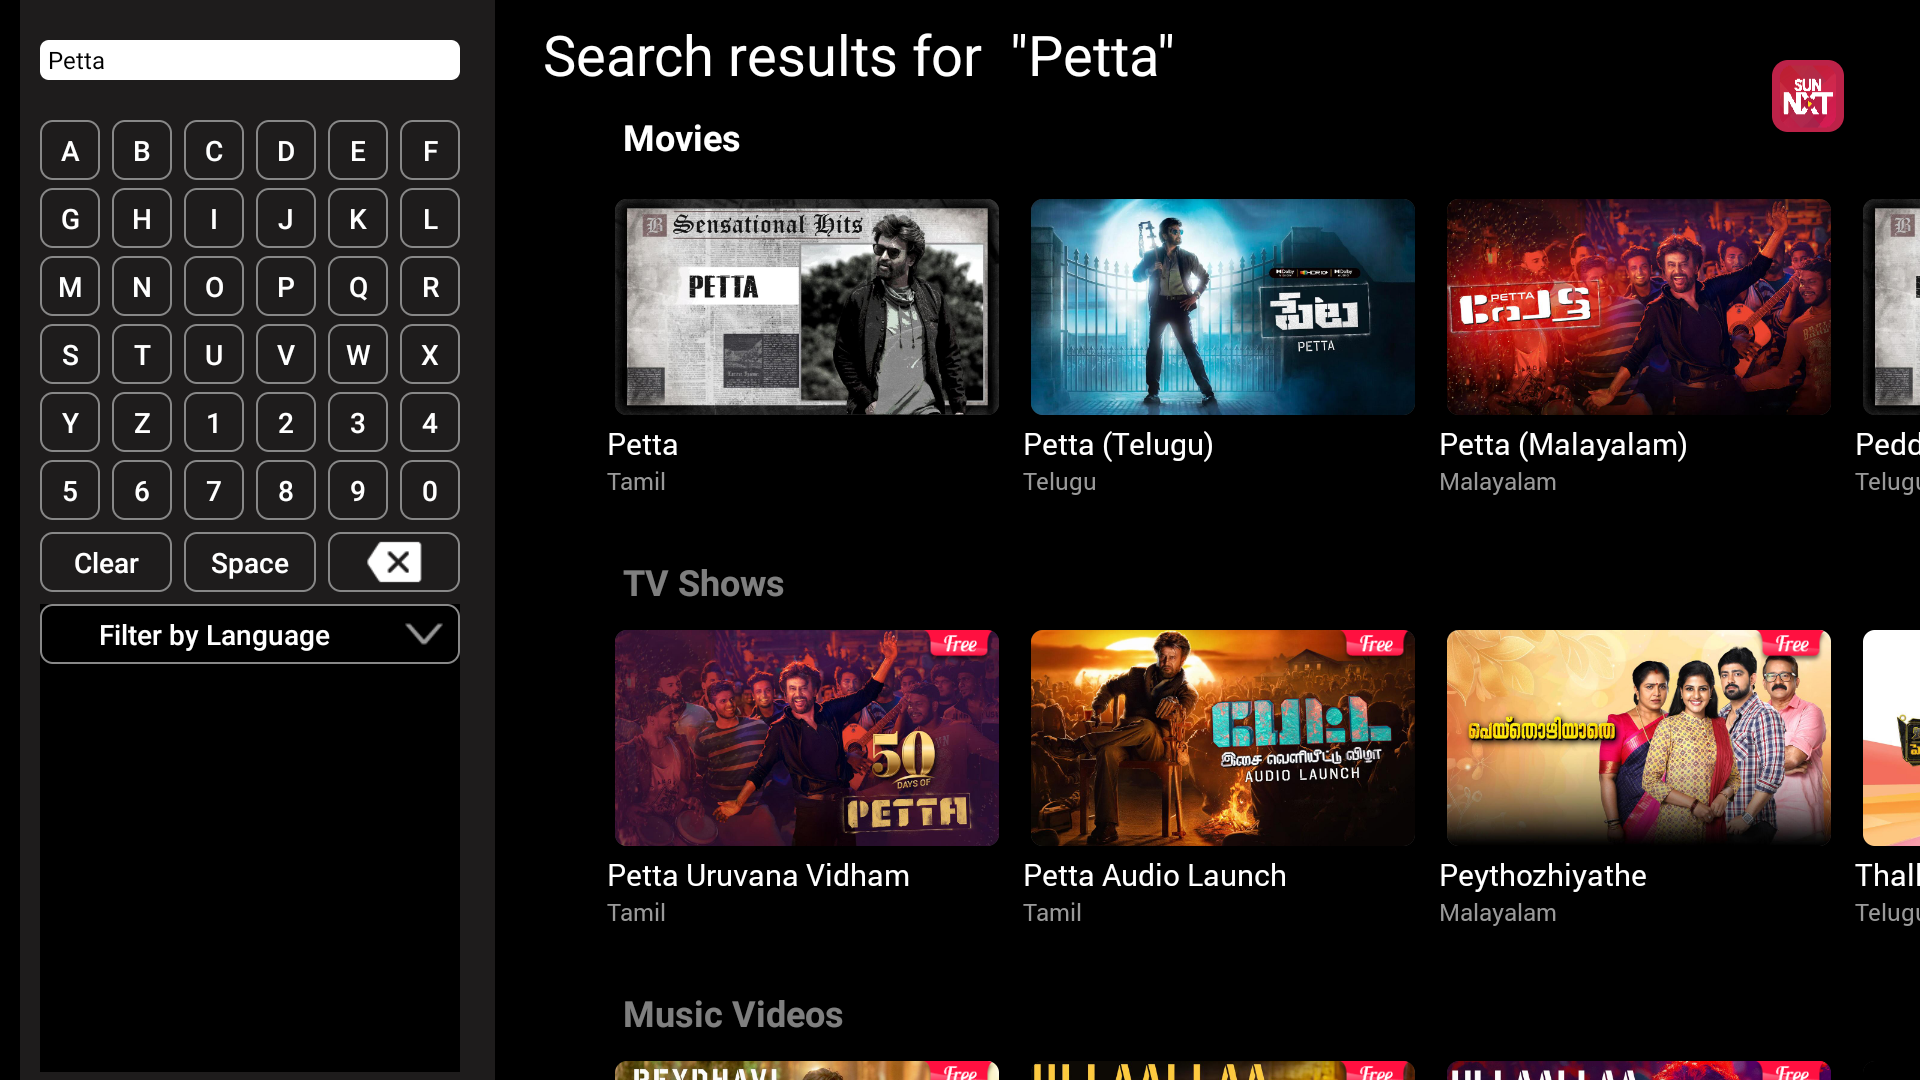 Petta
A B C D E F
G H I J K L
M N O P Q R
S T U V W X
Y Z 1 2 3 4
5 6 7 8 9 0
Clear Space
Filter by Language
Search results for "Petta"
SUN
NXT
Movies
B Sensational Hits
PETTA
పేట
PETTA
PETTA
പേട്ട
Petta
Tamil
Petta (Telugu)
Telugu
Petta (Malayalam)
Malayalam
Pedd
Telugu
TV Shows
Free
50
DAYS OF
PETTA
Free
பேட்ட
இசை வெளியீட்டு விழா
AUDIO LAUNCH
Free
പെയ്തൊഴിയാതെ
Petta Uruvana Vidham
Tamil
Petta Audio Launch
Tamil
Peythozhiyathe
Malayalam
Thall
Telugu
Music Videos
Free
Free
Free